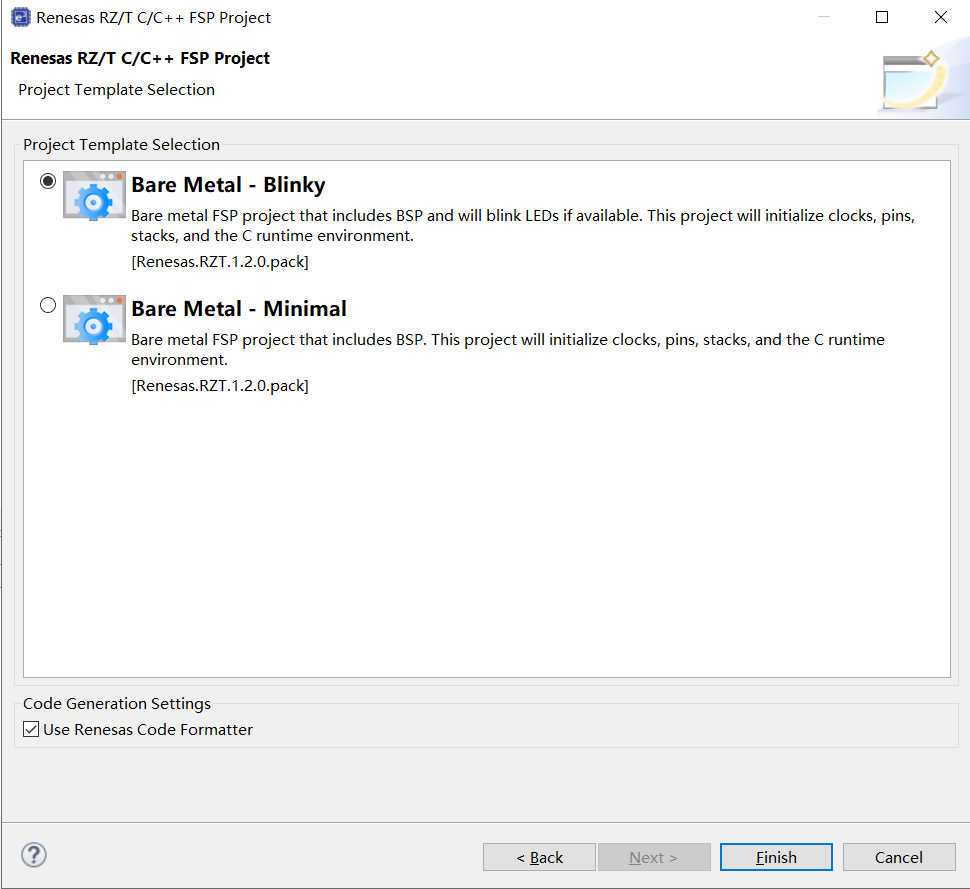 Renesas RZ/T C/C++ FSP Project
Renesas RZ/T C/C++ FSP Project
Project Template Selection
Project Template Selection
Bare Metal - Blinky
Bare metal FSP project that includes BSP and will blink LEDs if available. This project will initialize clocks, pins,
stacks, and the C runtime environment.
[Renesas.RZT.1.2.0.pack]
Bare Metal - Minimal
Bare metal FSP project that includes BSP. This project will initialize clocks, pins, stacks, and the C runtime
environment.
[Renesas.RZT.1.2.0.pack]
Code Generation Settings
Use Renesas Code Formatter
?
< Back
Next >
Finish
Cancel